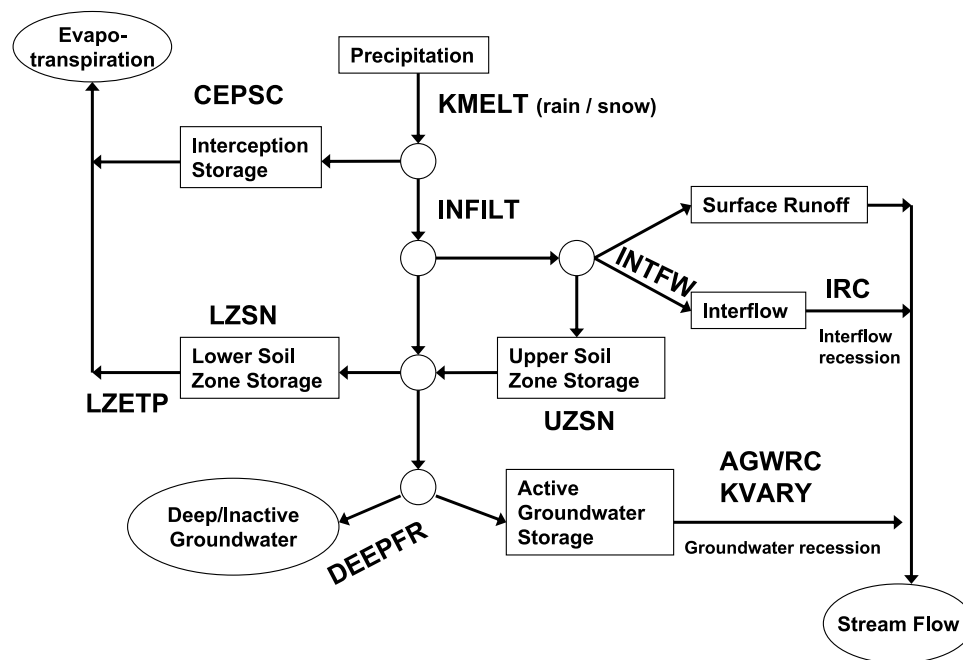 Evapo-
transpiration
Precipitation
CEPSC
KMELT (rain / snow)
Interception
Storage
INFILT
Surface Runoff
INTFW
LZSN
Interflow
IRC
Interflow
recession
Lower Soil
Zone Storage
Upper Soil
Zone Storage
LZETP
UZSN
AGWRC
KVARY
Active
Groundwater
Storage
Deep/Inactive
Groundwater
DEEPFR
Groundwater recession
Stream Flow